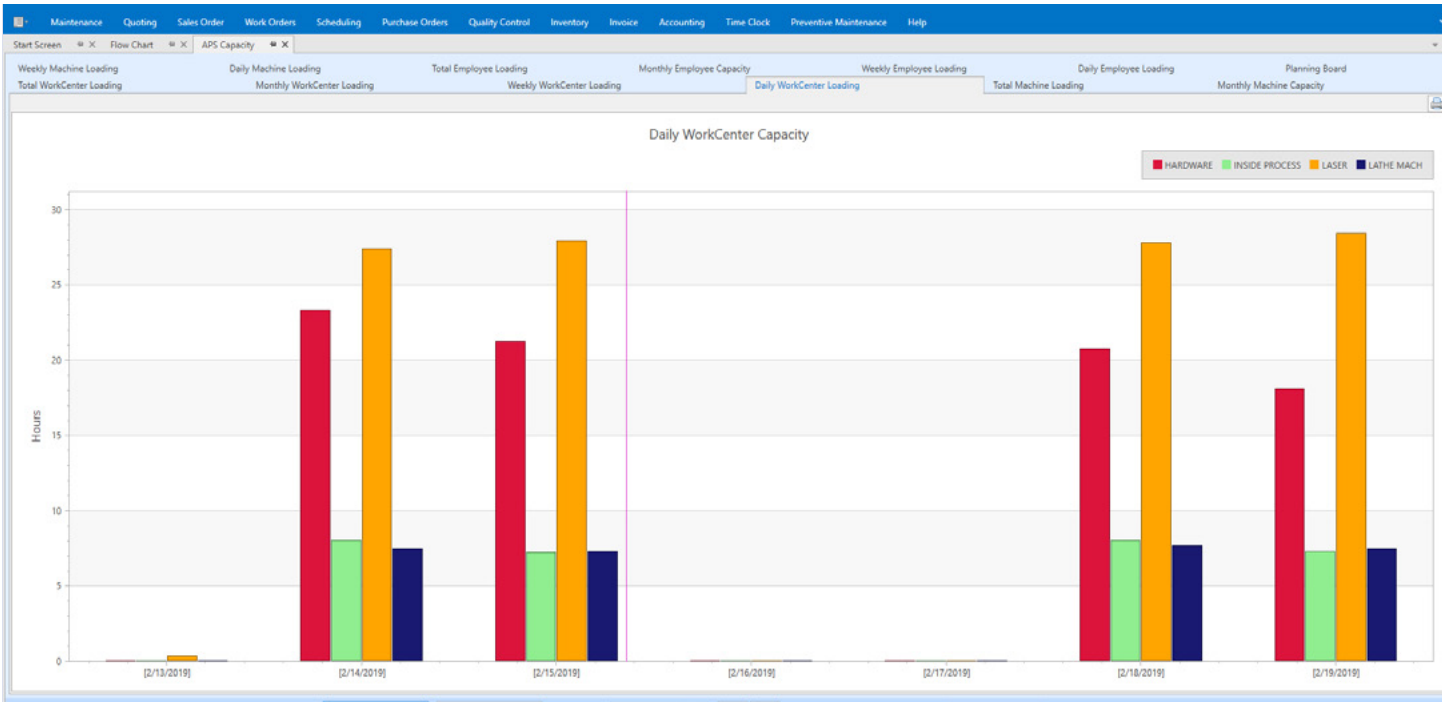 Maintenance Quoting Sales Order Work Orders Scheduling Purchase Orders Quality Control Inventory Invoice Accounting Time Clock Preventive Maintenance Help
Start Screen Flow Chart APS Capacity
Weekly Machine Loading Daily Machine Loading Total Employee Loading Monthly Employee Capacity Weekly Employee Loading Daily Employee Loading Planning Board
Total WorkCenter Loading Monthly WorkCenter Loading Weekly WorkCenter Loading Daily WorkCenter Loading Total Machine Loading Monthly Machine Capacity
Daily WorkCenter Capacity
HARDWARE INSIDE PROCESS LASER LATHE MACH
30
25
20
15
10
5
0
Hours
[2/13/2019] [2/14/2019] [2/15/2019] [2/16/2019] [2/17/2019] [2/18/2019] [2/19/2019]